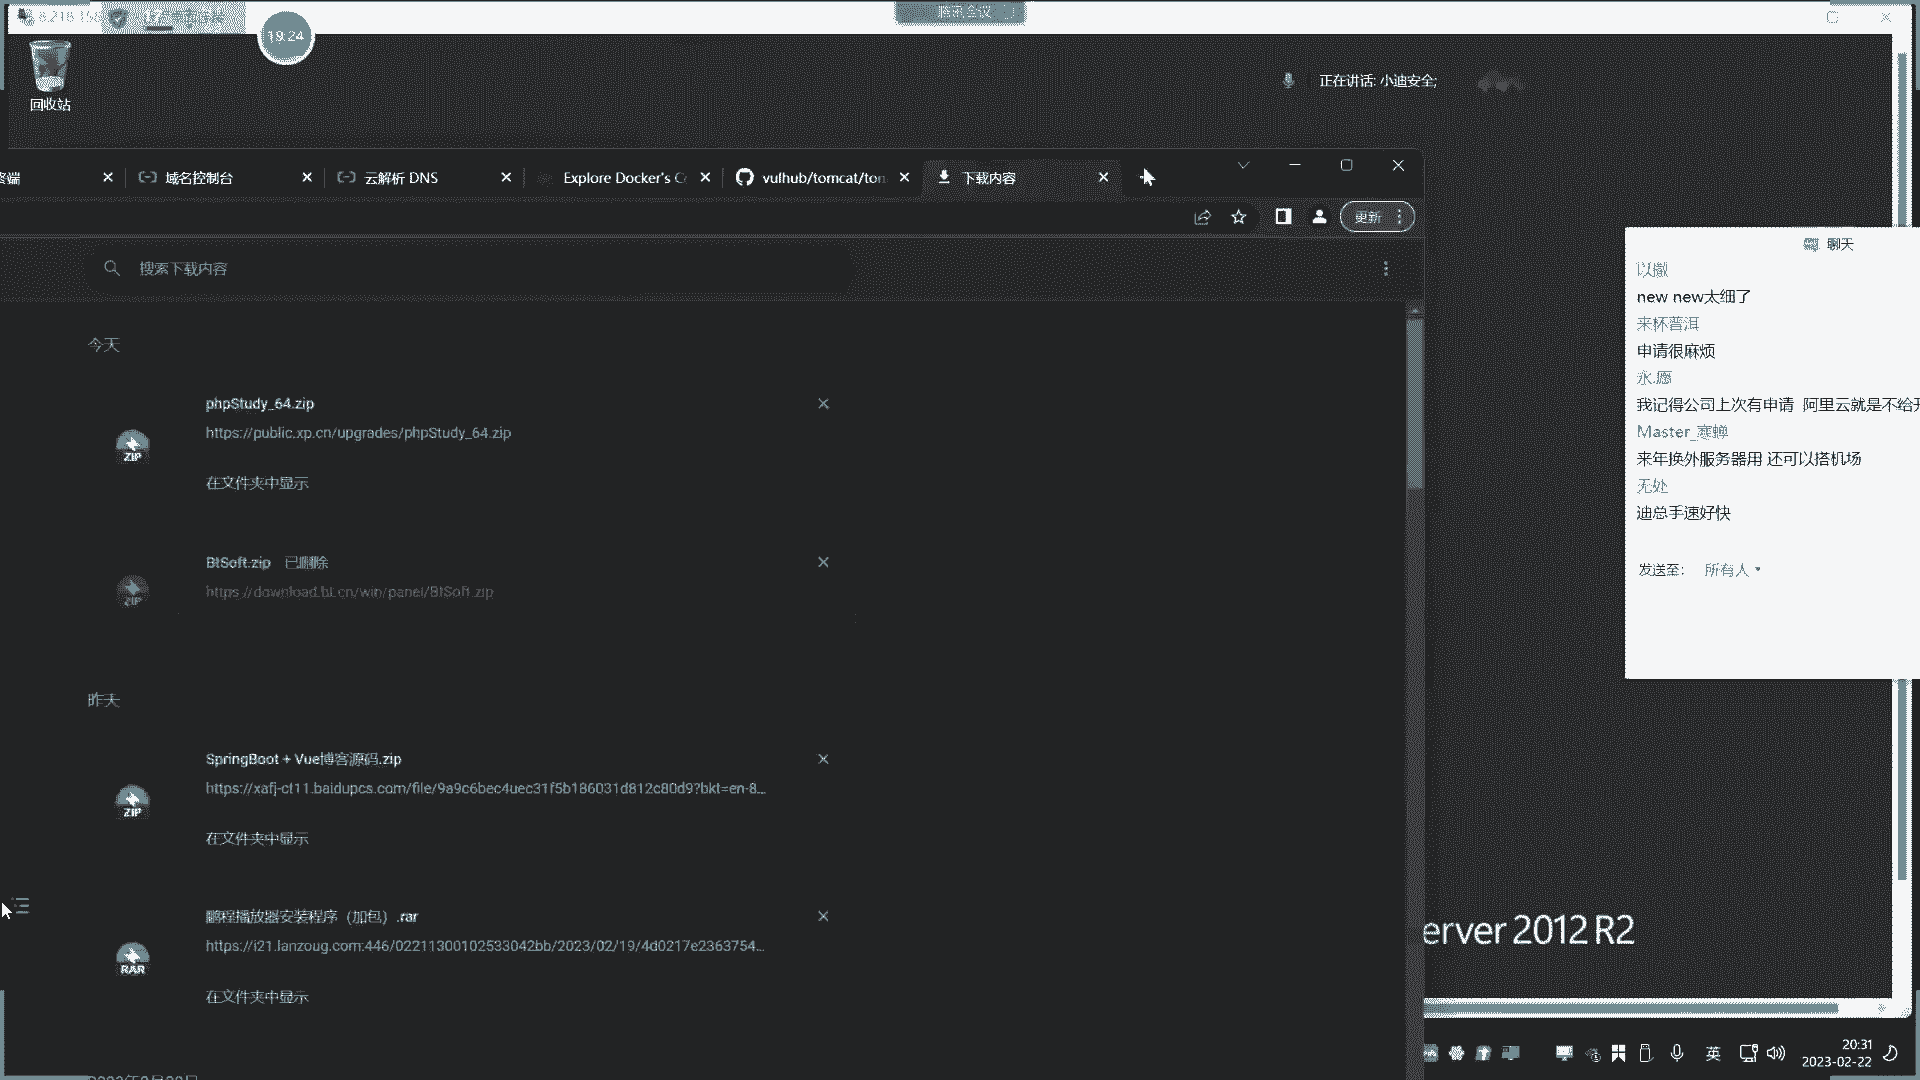 腾讯会议
19:24
回收站
正在讲话: 小迪安全;
终端
域名控制台
云解析 DNS
Explore Docker's C
vulhub/tomcat/ton
下载内容
更新
搜索下载内容
今天
phpStudy_64.zip
https://public.xp.cn/upgrades/phpStudy_64.zip
ZIP
在文件夹中显示
BtSoft.zip 已删除
https://download.bt.cn/win/panel/BtSoft.zip
ZIP
昨天
SpringBoot + Vue博客源码.zip
https://xafj-ct11.baidupcs.com/file/9a9c6bec4uec31f5b186031d812c80d9?bkt=en-8...
ZIP
在文件夹中显示
鹏程播放器安装程序（加包）.rar
https://i21.lanzoug.com:446/02211300102533042bb/2023/02/19/4d0217e2363754...
RAR
在文件夹中显示
聊天
以撒
new new太细了
来杯普洱
申请很麻烦
永.愿
我记得公司上次有申请 阿里云就是不给开
Master_寒蝉
来年换外服务器用 还可以搭机场
无处
迪总手速好快
发送至: 所有人
erver 2012 R2
英
20:31
2023-02-22